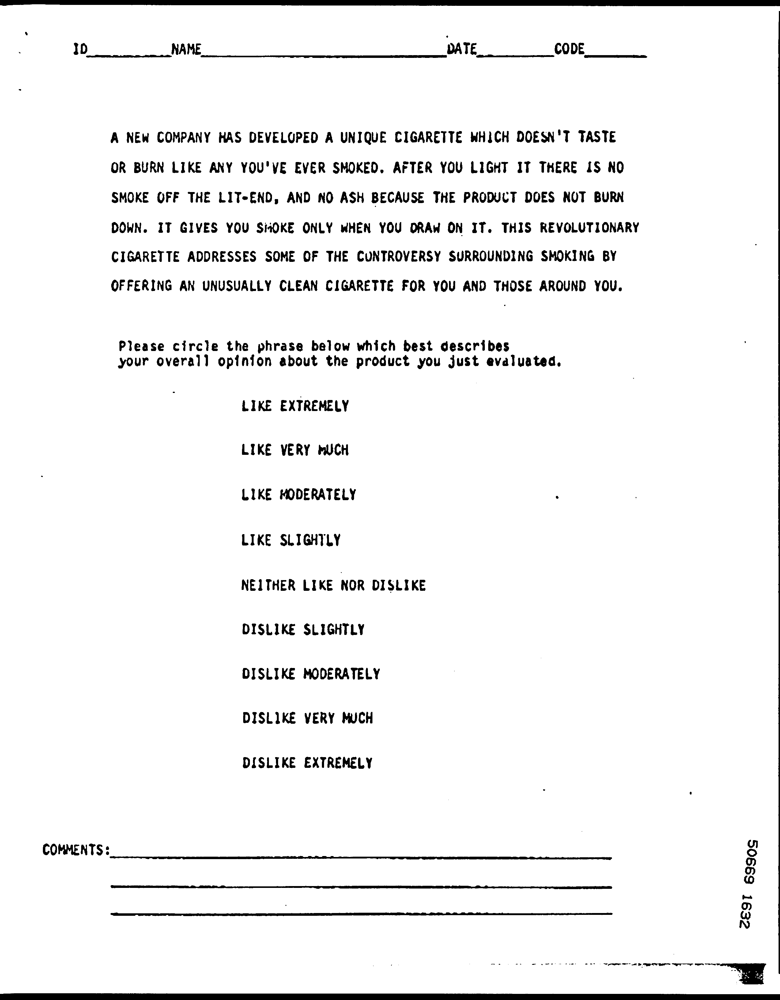 ID________NAME________________________DATE________CODE________
A NEW COMPANY HAS DEVELOPED A UNIQUE CIGARETTE WHICH DOESN'T TASTE
OR BURN LIKE ANY YOU'VE EVER SMOKED. AFTER YOU LIGHT IT THERE IS NO
SMOKE OFF THE LIT-END, AND NO ASH BECAUSE THE PRODUCT DOES NOT BURN
DOWN. IT GIVES YOU SMOKE ONLY WHEN YOU DRAW ON IT. THIS REVOLUTIONARY
CIGARETTE ADDRESSES SOME OF THE CONTROVERSY SURROUNDING SMOKING BY
OFFERING AN UNUSUALLY CLEAN CIGARETTE FOR YOU AND THOSE AROUND YOU.
Please circle the phrase below which best describes
your overall opinion about the product you just evaluated.
LIKE EXTREMELY
LIKE VERY MUCH
LIKE MODERATELY
LIKE SLIGHTLY
NEITHER LIKE NOR DISLIKE
DISLIKE SLIGHTLY
DISLIKE MODERATELY
DISLIKE VERY MUCH
DISLIKE EXTREMELY
COMMENTS:
50669 1632